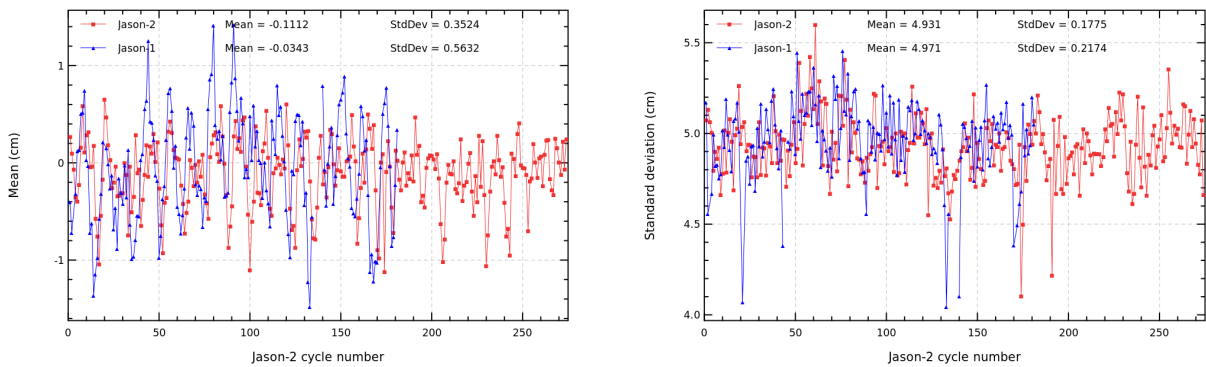 Jason-2 Mean = -0.1112 StdDev = 0.3524
Jason-1 Mean = -0.0343 StdDev = 0.5632
1
0
-1
Mean (cm)
0 50 100 150 200 250
Jason-2 cycle number
Jason-2 Mean = 4.931 StdDev = 0.1775
Jason-1 Mean = 4.971 StdDev = 0.2174
5.5
5.0
4.5
4.0
Standard deviation (cm)
0 50 100 150 200 250
Jason-2 cycle number